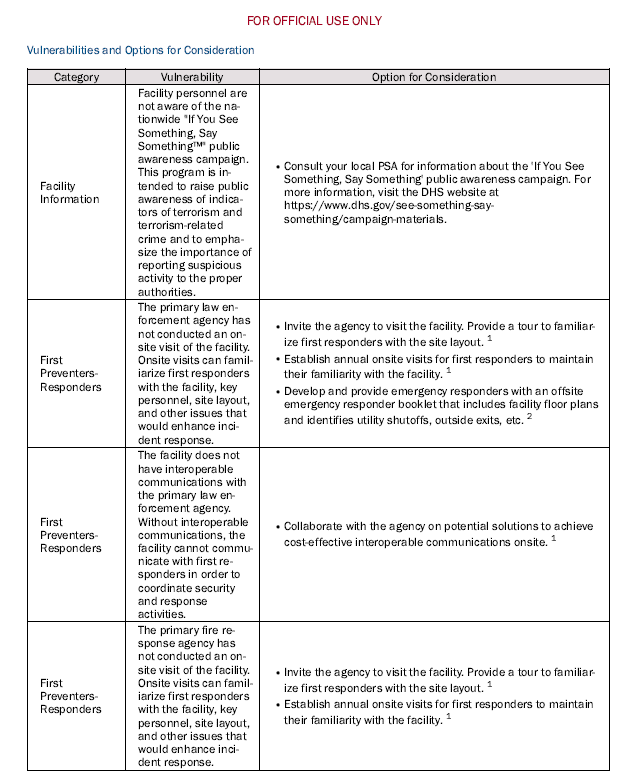 FOR OFFICIAL USE ONLY
Vulnerabilities and Options for Consideration
Category
Vulnerability
Option for Consideration
Facility
Information
Facility personnel are
not aware of the na-
tionwide "If You See
Something, Say
Something™" public
awareness campaign.
This program is in-
tended to raise public
awareness of indica-
tors of terrorism and
terrorism-related
crime and to empha-
size the importance of
reporting suspicious
activity to the proper
authorities.
• Consult your local PSA for information about the 'If You See
Something, Say Something' public awareness campaign. For
more information, visit the DHS website at
https://www.dhs.gov/see-something-say-
something/campaign-materials.
First
Preventers-
Responders
The primary law en-
forcement agency has
not conducted an on-
site visit of the facility.
Onsite visits can famil-
iarize first responders
with the facility, key
personnel, site layout,
and other issues that
would enhance inci-
dent response.
• Invite the agency to visit the facility. Provide a tour to familiar-
ize first responders with the site layout. 1
• Establish annual onsite visits for first responders to maintain
their familiarity with the facility. 1
• Develop and provide emergency responders with an offsite
emergency responder booklet that includes facility floor plans
and identifies utility shutoffs, outside exits, etc. 2
First
Preventers-
Responders
The facility does not
have interoperable
communications with
the primary law en-
forcement agency.
Without interoperable
communications, the
facility cannot commu-
nicate with first re-
sponders in order to
coordinate security
and response
activities.
• Collaborate with the agency on potential solutions to achieve
cost-effective interoperable communications onsite. 1
First
Preventers-
Responders
The primary fire re-
sponse agency has
not conducted an on-
site visit of the facility.
Onsite visits can famil-
iarize first responders
with the facility, key
personnel, site layout,
and other issues that
would enhance inci-
dent response.
• Invite the agency to visit the facility. Provide a tour to familiar-
ize first responders with the site layout. 1
• Establish annual onsite visits for first responders to maintain
their familiarity with the facility. 1